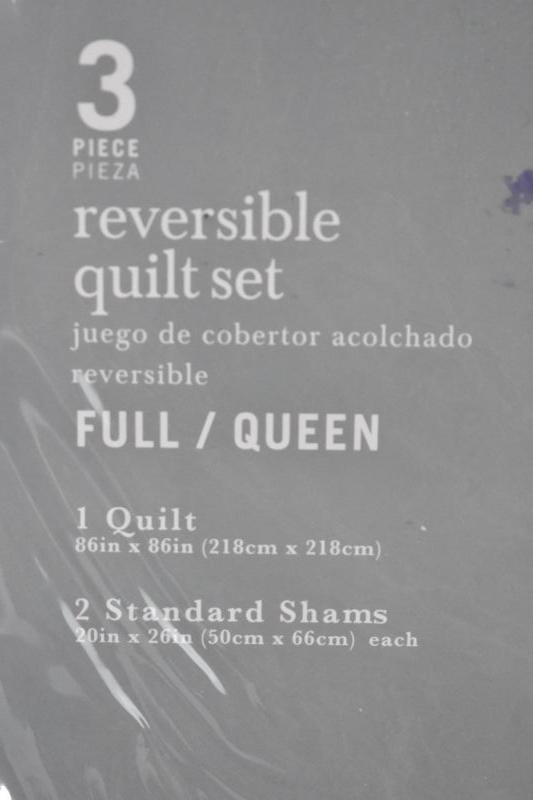 3
PIECE
PIEZA
reversible
quilt set
juego de cobertor acolchado
reversible
FULL / QUEEN
1 Quilt
86in x 86in (218cm x 218cm)
2 Standard Shams
20in x 26in (50cm x 66cm) each